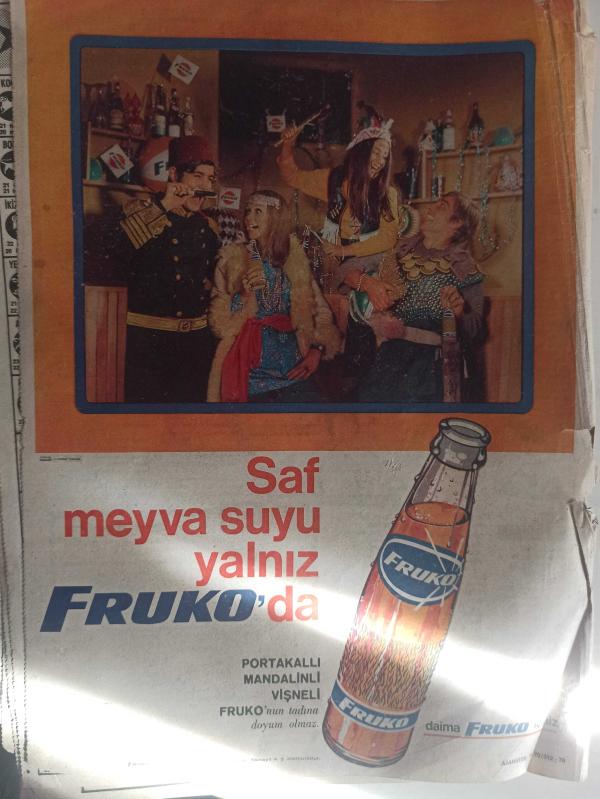 Saf
meyva suyu
yalnız
FRUKO'da
PORTAKALLI
MANDALİNLİ
VİŞNELİ
FRUKO'nun tadına
doyum olmaz.
FRUKO
FRUKO
daima FRUKO